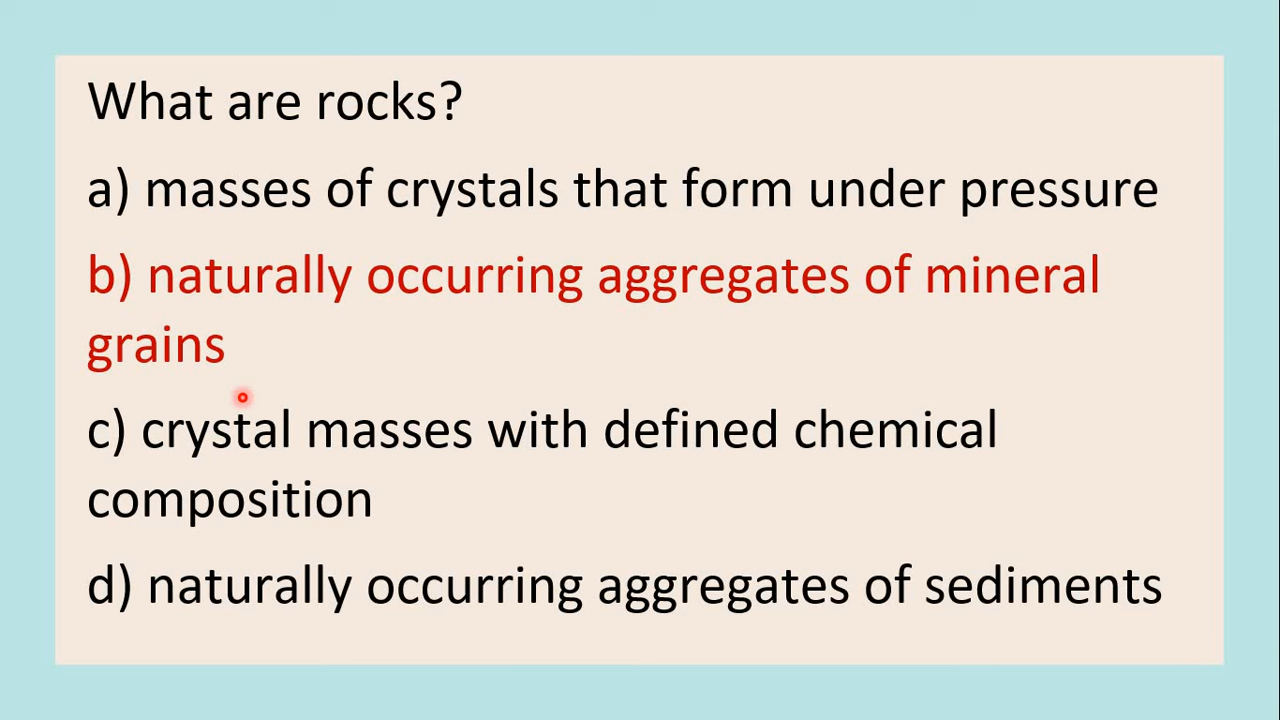 What are rocks?
a) masses of crystals that form under pressure
b) naturally occurring aggregates of mineral
grains
c) crystal masses with defined chemical
composition
d) naturally occurring aggregates of sediments